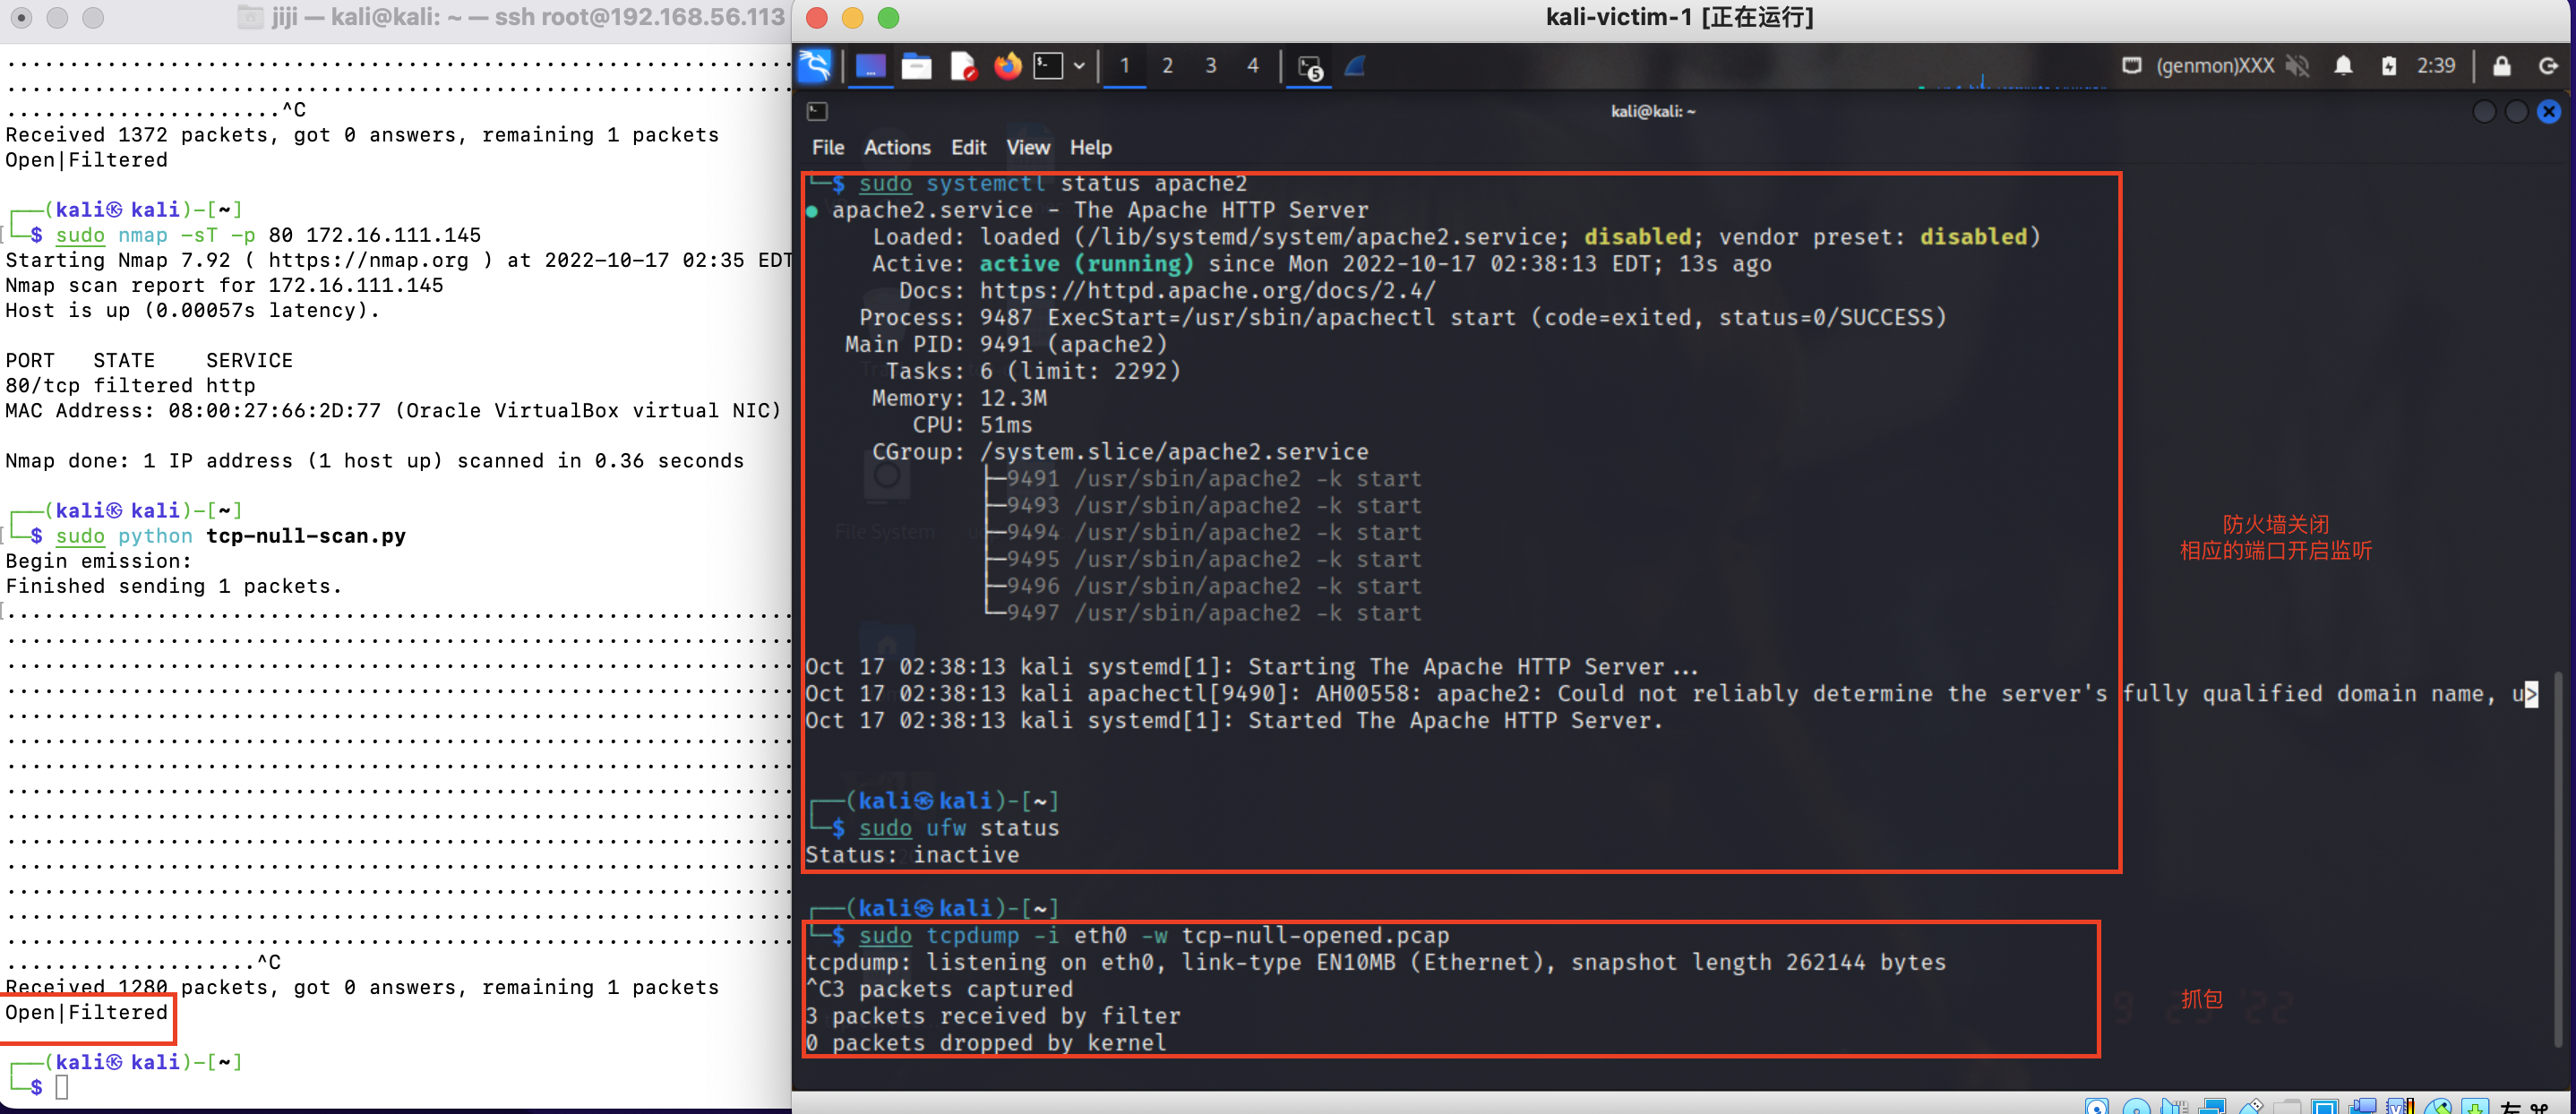 jiji — kali@kali: ~ — ssh root@192.168.56.113
................................................................
................................................................
......................^C
Received 1372 packets, got 0 answers, remaining 1 packets
Open|Filtered
┌──(kali㉿kali)-[~]
└─$ sudo nmap -sT -p 80 172.16.111.145
Starting Nmap 7.92 ( https://nmap.org ) at 2022-10-17 02:35 EDT
Nmap scan report for 172.16.111.145
Host is up (0.00057s latency).
PORT   STATE    SERVICE
80/tcp filtered http
MAC Address: 08:00:27:66:2D:77 (Oracle VirtualBox virtual NIC)
Nmap done: 1 IP address (1 host up) scanned in 0.36 seconds
┌──(kali㉿kali)-[~]
└─$ sudo python tcp-null-scan.py
Begin emission:
Finished sending 1 packets.
................................................................
................................................................
................................................................
................................................................
................................................................
................................................................
................................................................
................................................................
................................................................
................................................................
................................................................
................................................................
................................................................
................................................................
....................^C
Received 1280 packets, got 0 answers, remaining 1 packets
Open|Filtered
┌──(kali㉿kali)-[~]
└─$
kali-victim-1 [正在运行]
1 2 3 4 5 (genmon)XXX 2:39
kali@kali: ~
File Actions Edit View Help
└─$ sudo systemctl status apache2
● apache2.service - The Apache HTTP Server
Loaded: loaded (/lib/systemd/system/apache2.service; disabled; vendor preset: disabled)
Active: active (running) since Mon 2022-10-17 02:38:13 EDT; 13s ago
Docs: https://httpd.apache.org/docs/2.4/
Process: 9487 ExecStart=/usr/sbin/apachectl start (code=exited, status=0/SUCCESS)
Main PID: 9491 (apache2)
Tasks: 6 (limit: 2292)
Memory: 12.3M
CPU: 51ms
CGroup: /system.slice/apache2.service
├─9491 /usr/sbin/apache2 -k start
├─9493 /usr/sbin/apache2 -k start
├─9494 /usr/sbin/apache2 -k start
├─9495 /usr/sbin/apache2 -k start
├─9496 /usr/sbin/apache2 -k start
└─9497 /usr/sbin/apache2 -k start
File System
防火墙关闭
相应的端口开启监听
Oct 17 02:38:13 kali systemd[1]: Starting The Apache HTTP Server...
Oct 17 02:38:13 kali apachectl[9490]: AH00558: apache2: Could not reliably determine the server's fully qualified domain name, u>
Oct 17 02:38:13 kali systemd[1]: Started The Apache HTTP Server.
┌──(kali㉿kali)-[~]
└─$ sudo ufw status
Status: inactive
┌──(kali㉿kali)-[~]
└─$ sudo tcpdump -i eth0 -w tcp-null-opened.pcap
tcpdump: listening on eth0, link-type EN10MB (Ethernet), snapshot length 262144 bytes
^C3 packets captured
3 packets received by filter
0 packets dropped by kernel
抓包
左 ⌘